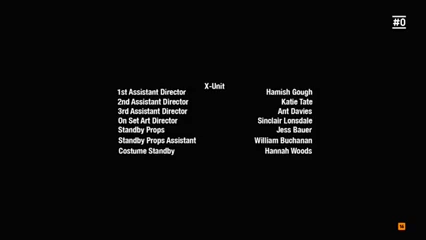 #0
X-Unit
1st Assistant Director Hamish Gough
2nd Assistant Director Katie Tate
3rd Assistant Director Ant Davies
On Set Art Director Sinclair Lonsdale
Standby Props Jess Bauer
Standby Props Assistant William Buchanan
Costume Standby Hannah Woods